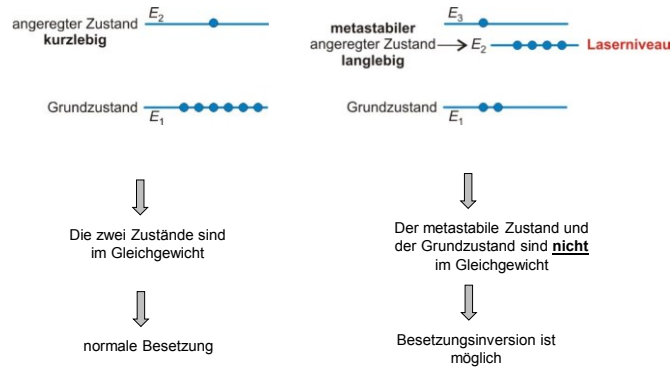 angeregter Zustand E2
kurzlebig
Grundzustand
E1
Die zwei Zustände sind
im Gleichgewicht
normale Besetzung
E3
metastabiler
angeregter Zustand E2 Laserniveau
langlebig
Grundzustand
E1
Der metastabile Zustand und
der Grundzustand sind nicht
im Gleichgewicht
Besetzungsinversion ist
möglich